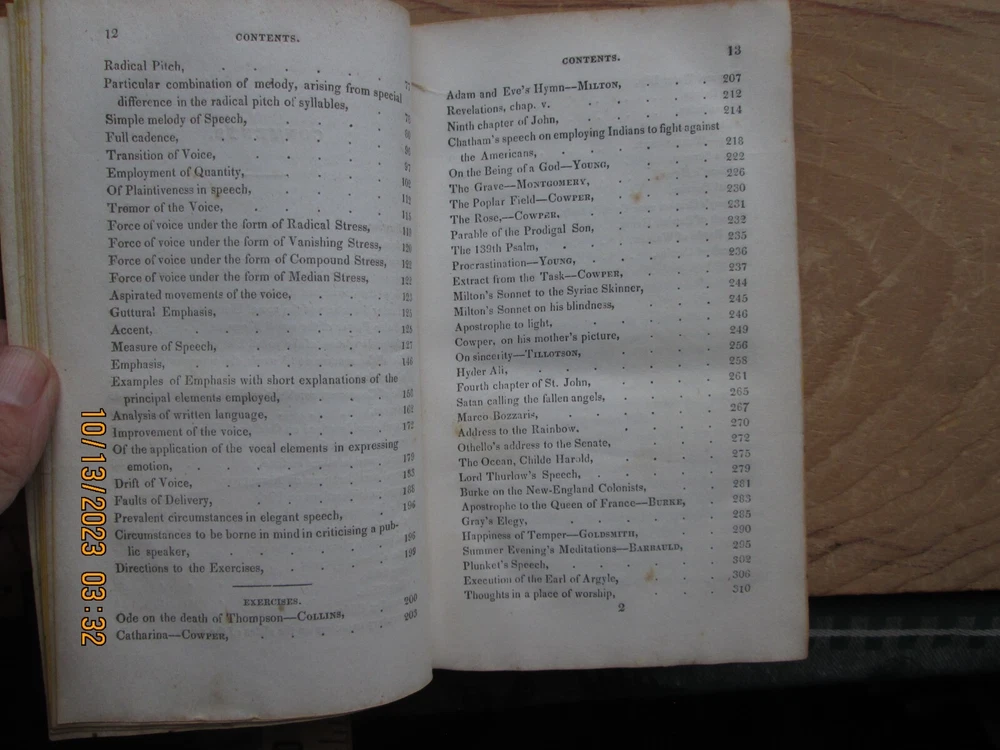 12
CONTENTS.
Radical Pitch,
Particular combination of melody, arising from special
difference in the radical pitch of syllables,
Simple melody of Speech,
Full cadence,
Transition of Voice,
Employment of Quantity,
Of Plaintiveness in speech,
Tremor of the Voice,
Force of voice under the form of Radical Stress,
Force of voice under the form of Vanishing Stress,
Force of voice under the form of Compound Stress,
Force of voice under the form of Median Stress,
Aspirated movements of the voice,
Guttural Emphasis,
Accent,
Measure of Speech, 127
Emphasis, 146
Examples of Emphasis with short explanations of the
principal elements employed,
Analysis of written language, 162
Improvement of the voice, 172
Of the application of the vocal elements in expressing
emotion, 179
Drift of Voice, 183
Faults of Delivery, 188
Prevalent circumstances in elegant speech, 196
Circumstances to be borne in mind in criticising a pub-
lic speaker, 196
Directions to the Exercises, 199
EXERCISES.
Ode on the death of Thompson—COLLINS, 200
Catharina—COWPER, 205
CONTENTS.
13
Adam and Eve's Hymn—MILTON, 207
Revelations, chap. v. 212
Ninth chapter of John, 214
Chatham's speech on employing Indians to fight against
the Americans, 218
On the Being of a God—YOUNG, 222
The Grave—MONTGOMERY, 226
The Poplar Field—COWPER, 230
The Rose,—COWPER, 231
Parable of the Prodigal Son, 232
The 139th Psalm, 235
Procrastination—YOUNG, 236
Extract from the Task—COWPER, 237
Milton's Sonnet to the Syriac Skinner, 244
Milton's Sonnet on his blindness, 245
Apostrophe to light, 246
Cowper, on his mother's picture, 249
On sincerity—TILLOTSON, 256
Hyder Ali, 258
Fourth chapter of St. John, 261
Satan calling the fallen angels, 265
Marco Bozzaris, 267
Address to the Rainbow. 270
Othello's address to the Senate, 272
The Ocean, Childe Harold, 275
Lord Thurlow's Speech, 279
Burke on the New-England Colonists, 281
Apostrophe to the Queen of France—BURKE, 283
Gray's Elegy, 285
Happiness of Temper—GOLDSMITH, 290
Summer Evening's Meditations—BARBAULD, 295
Plunket's Speech, 302
Execution of the Earl of Argyle, 306
Thoughts in a place of worship, 310
2
10/13/2023 03:32